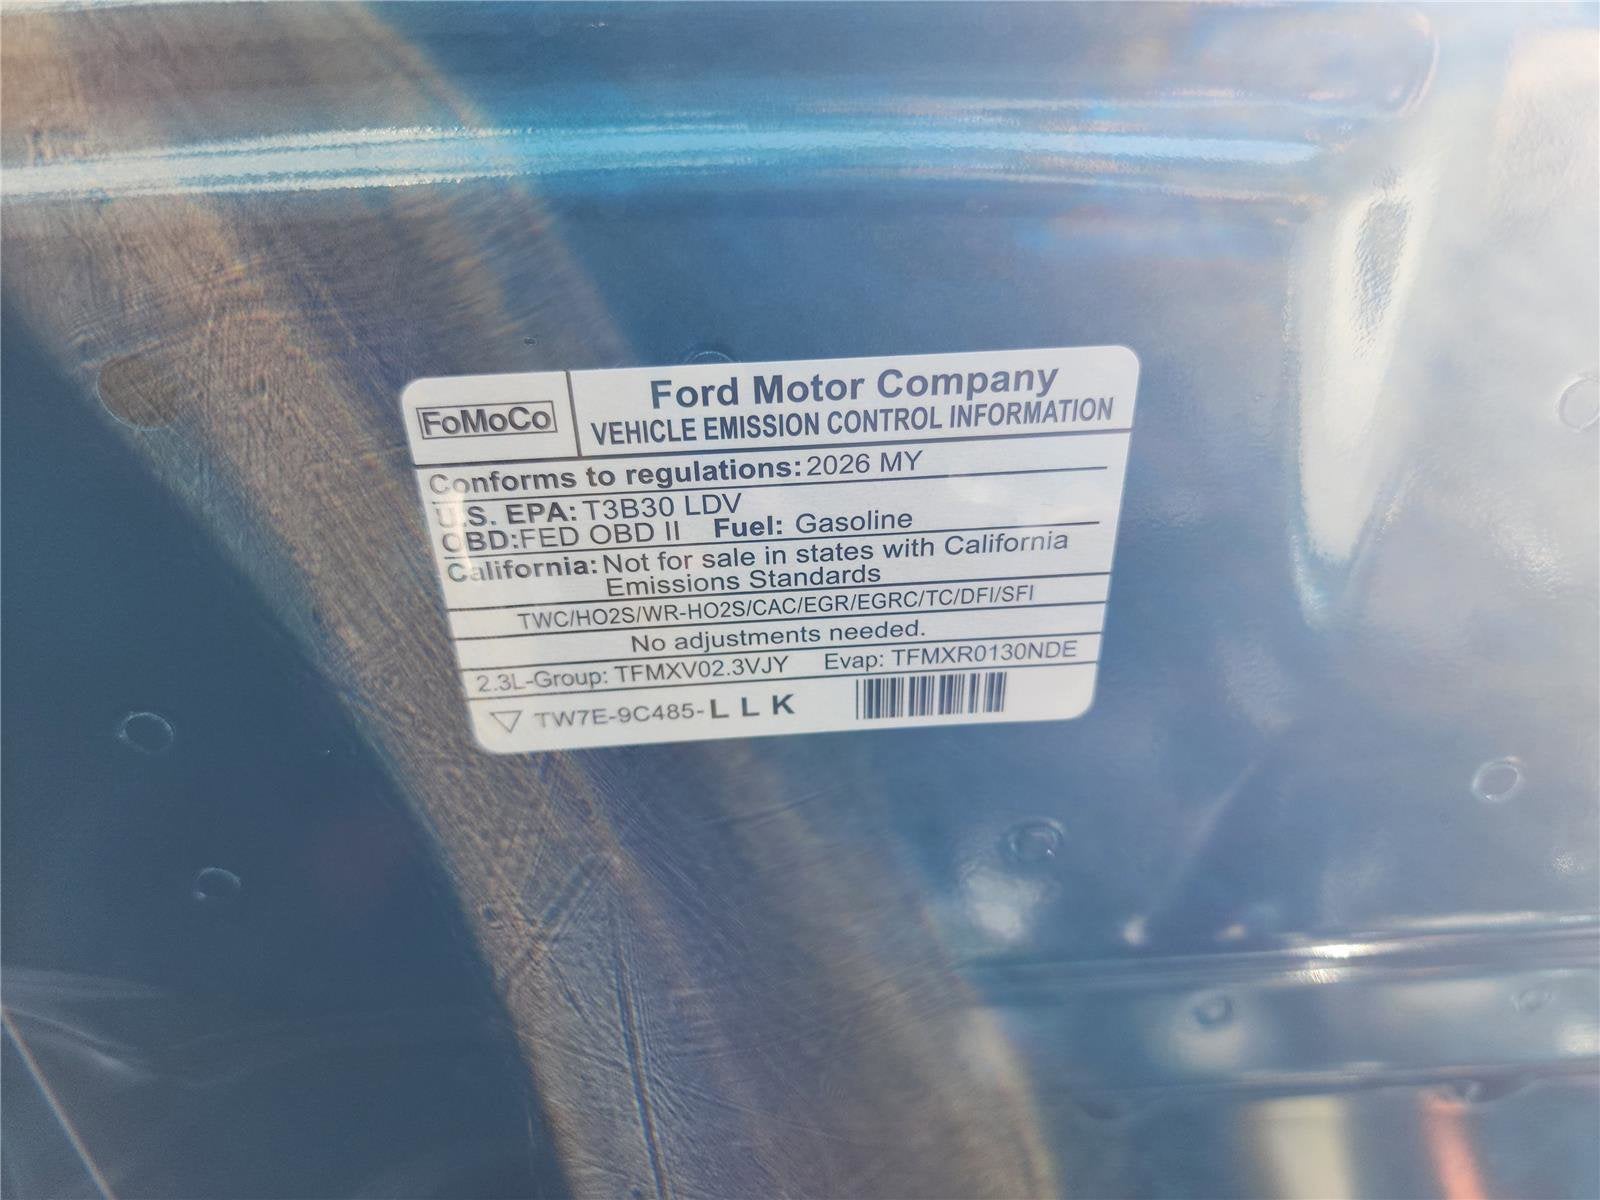 FoMoCo
Ford Motor Company
VEHICLE EMISSION CONTROL INFORMATION
Conforms to regulations: 2026 MY
U.S. EPA: T3B30 LDV
OBD:FED OBD II Fuel: Gasoline
California: Not for sale in states with California
Emissions Standards
TWC/HO2S/WR-HO2S/CAC/EGR/EGRC/TC/DFI/SFI
No adjustments needed.
2.3L-Group: TFMXV02.3VJY Evap: TFMXR0130NDE
TW7E-9C485-L L K